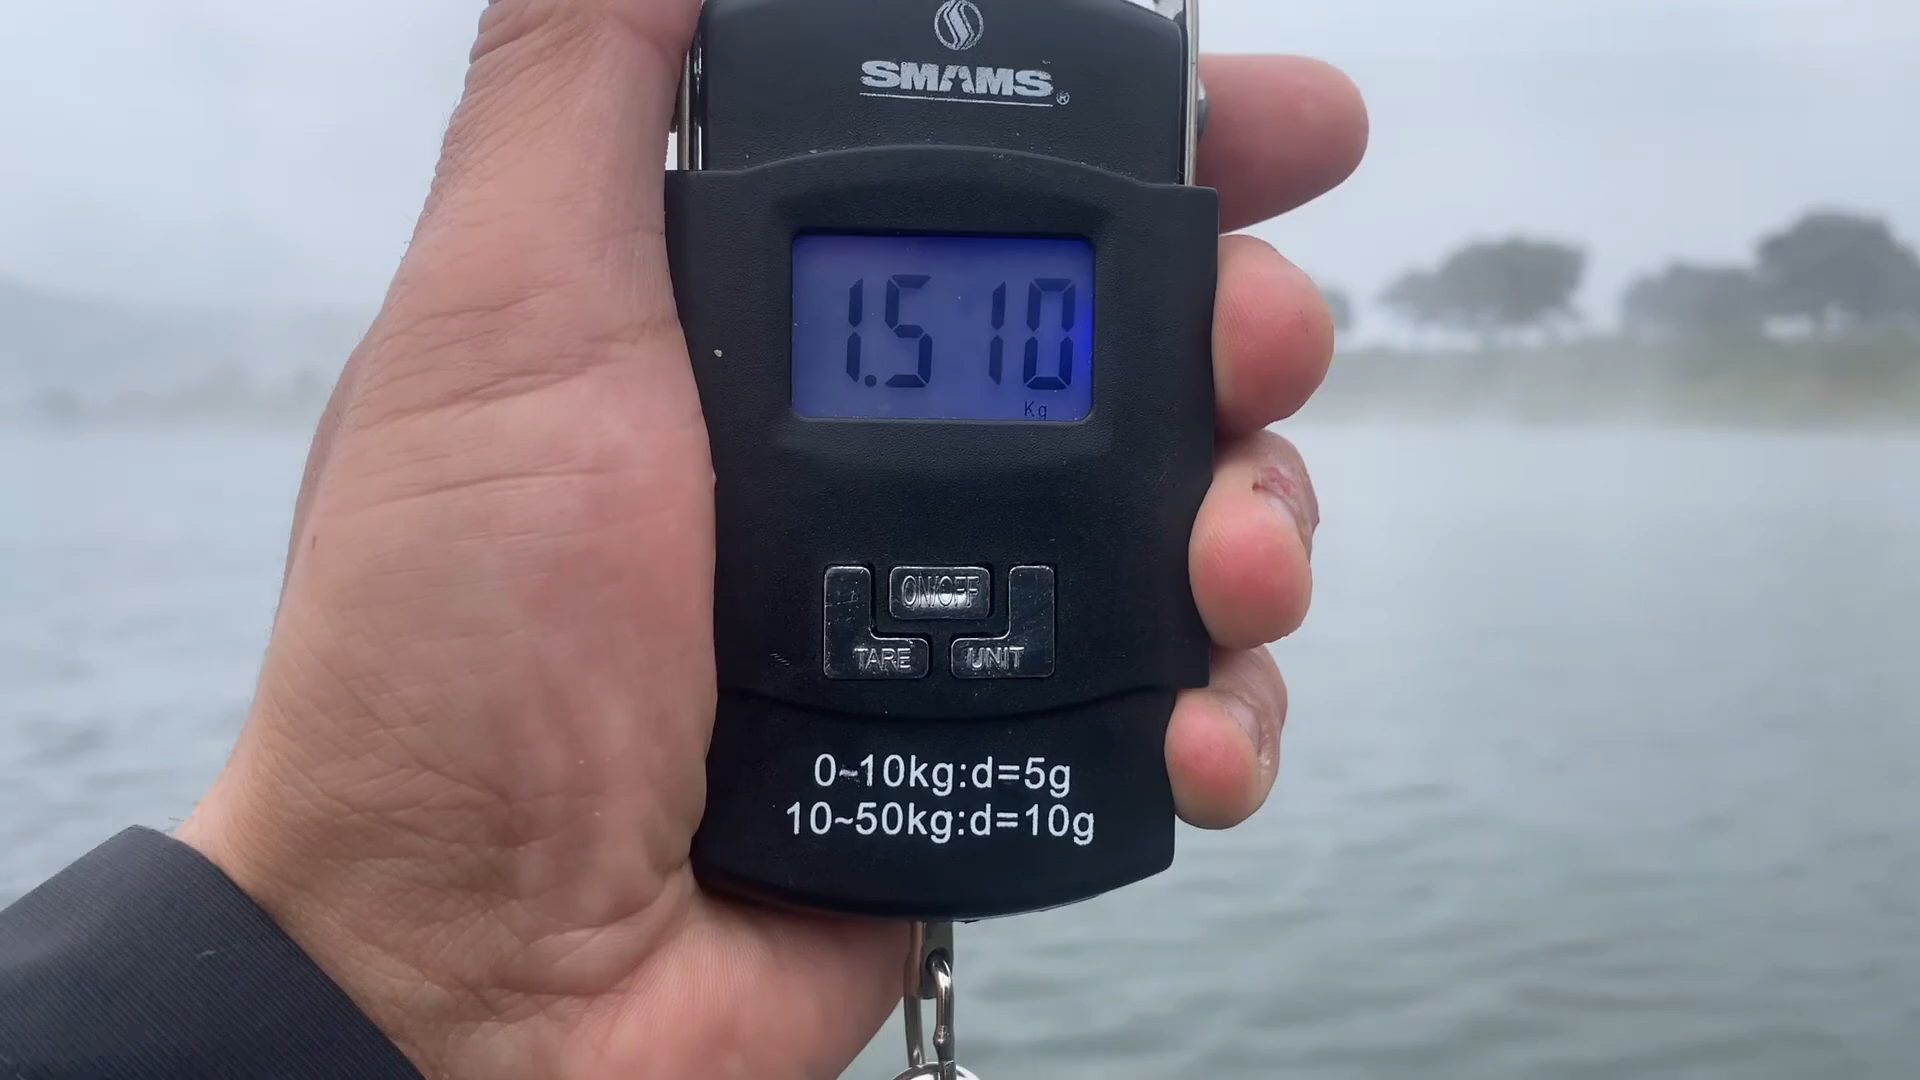 SMAMS®
1.510
Kg
ON/OFF
TARE
UNIT
0~10kg:d=5g
10~50kg:d=10g